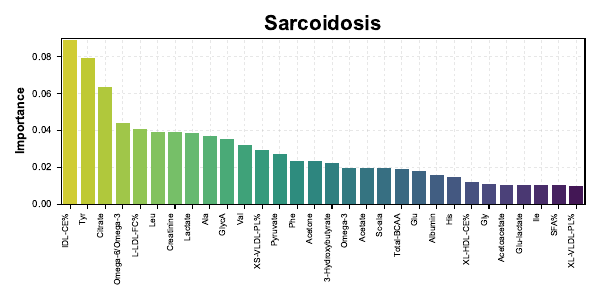 Sarcoidosis
Importance
0.08
0.06
0.04
0.02
0.00
IDL-CE%
Tyr
Citrate
Omega-6/Omega-3
L-LDL-FC%
Leu
Creatinine
Lactate
Ala
GlycA
Val
XS-VLDL-PL%
Pyruvate
Phe
Acetone
3-Hydroxybutyrate
Omega-3
Acetate
Total-BCAA
Glu
Albumin
His
XL-HDL-CE%
Gly
Acetoacetate
Glu-lactate
Ile
SFA%
XL-VLDL-PL%